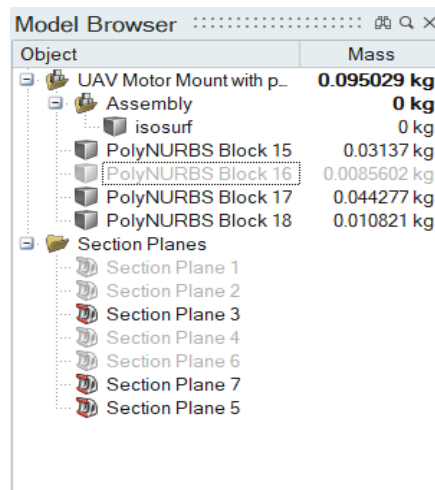 Model Browser
Object Mass
UAV Motor Mount with p... 0.095029 kg
Assembly 0 kg
isosurf 0 kg
PolyNURBS Block 15 0.03137 kg
PolyNURBS Block 16 0.0085602 kg
PolyNURBS Block 17 0.044277 kg
PolyNURBS Block 18 0.010821 kg
Section Planes
Section Plane 1
Section Plane 2
Section Plane 3
Section Plane 4
Section Plane 6
Section Plane 7
Section Plane 5